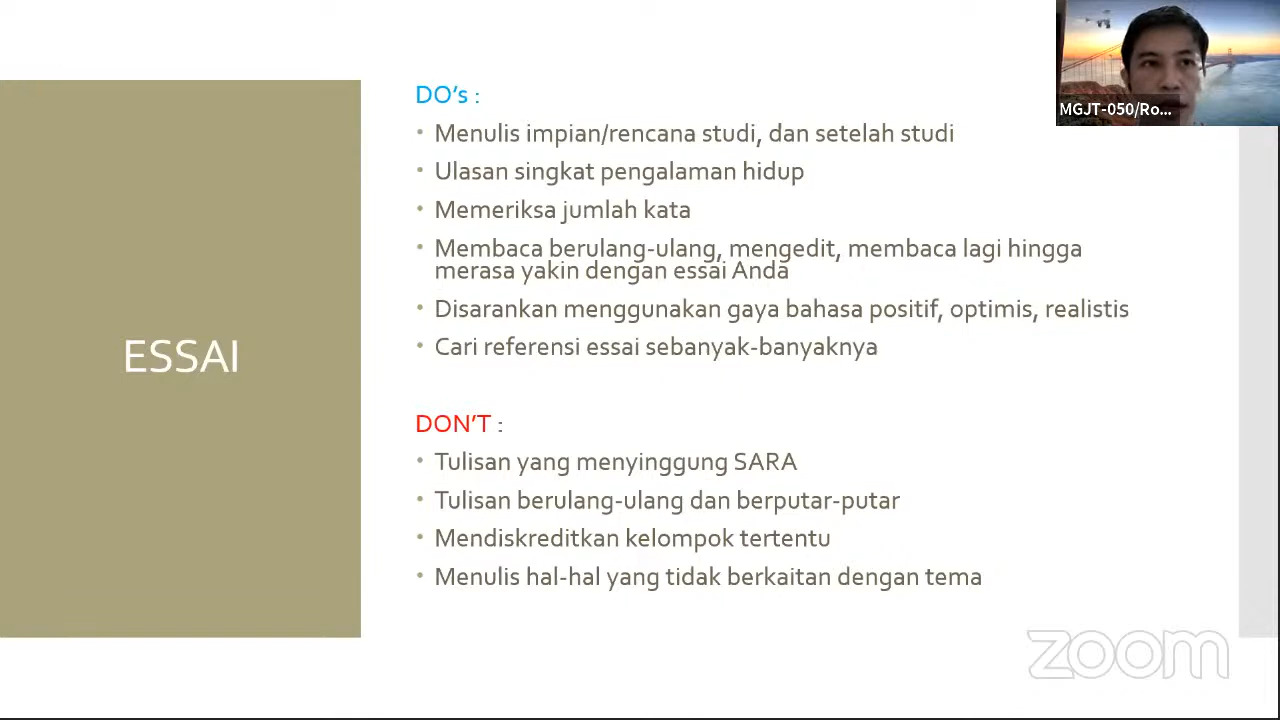 MGJT-050/Ro...
ESSAI
DO's :
• Menulis impian/rencana studi, dan setelah studi
• Ulasan singkat pengalaman hidup
• Memeriksa jumlah kata
• Membaca berulang-ulang, mengedit, membaca lagi hingga
merasa yakin dengan essai Anda
• Disarankan menggunakan gaya bahasa positif, optimis, realistis
• Cari referensi essai sebanyak-banyaknya
DON'T :
• Tulisan yang menyinggung SARA
• Tulisan berulang-ulang dan berputar-putar
• Mendiskreditkan kelompok tertentu
• Menulis hal-hal yang tidak berkaitan dengan tema
zoom